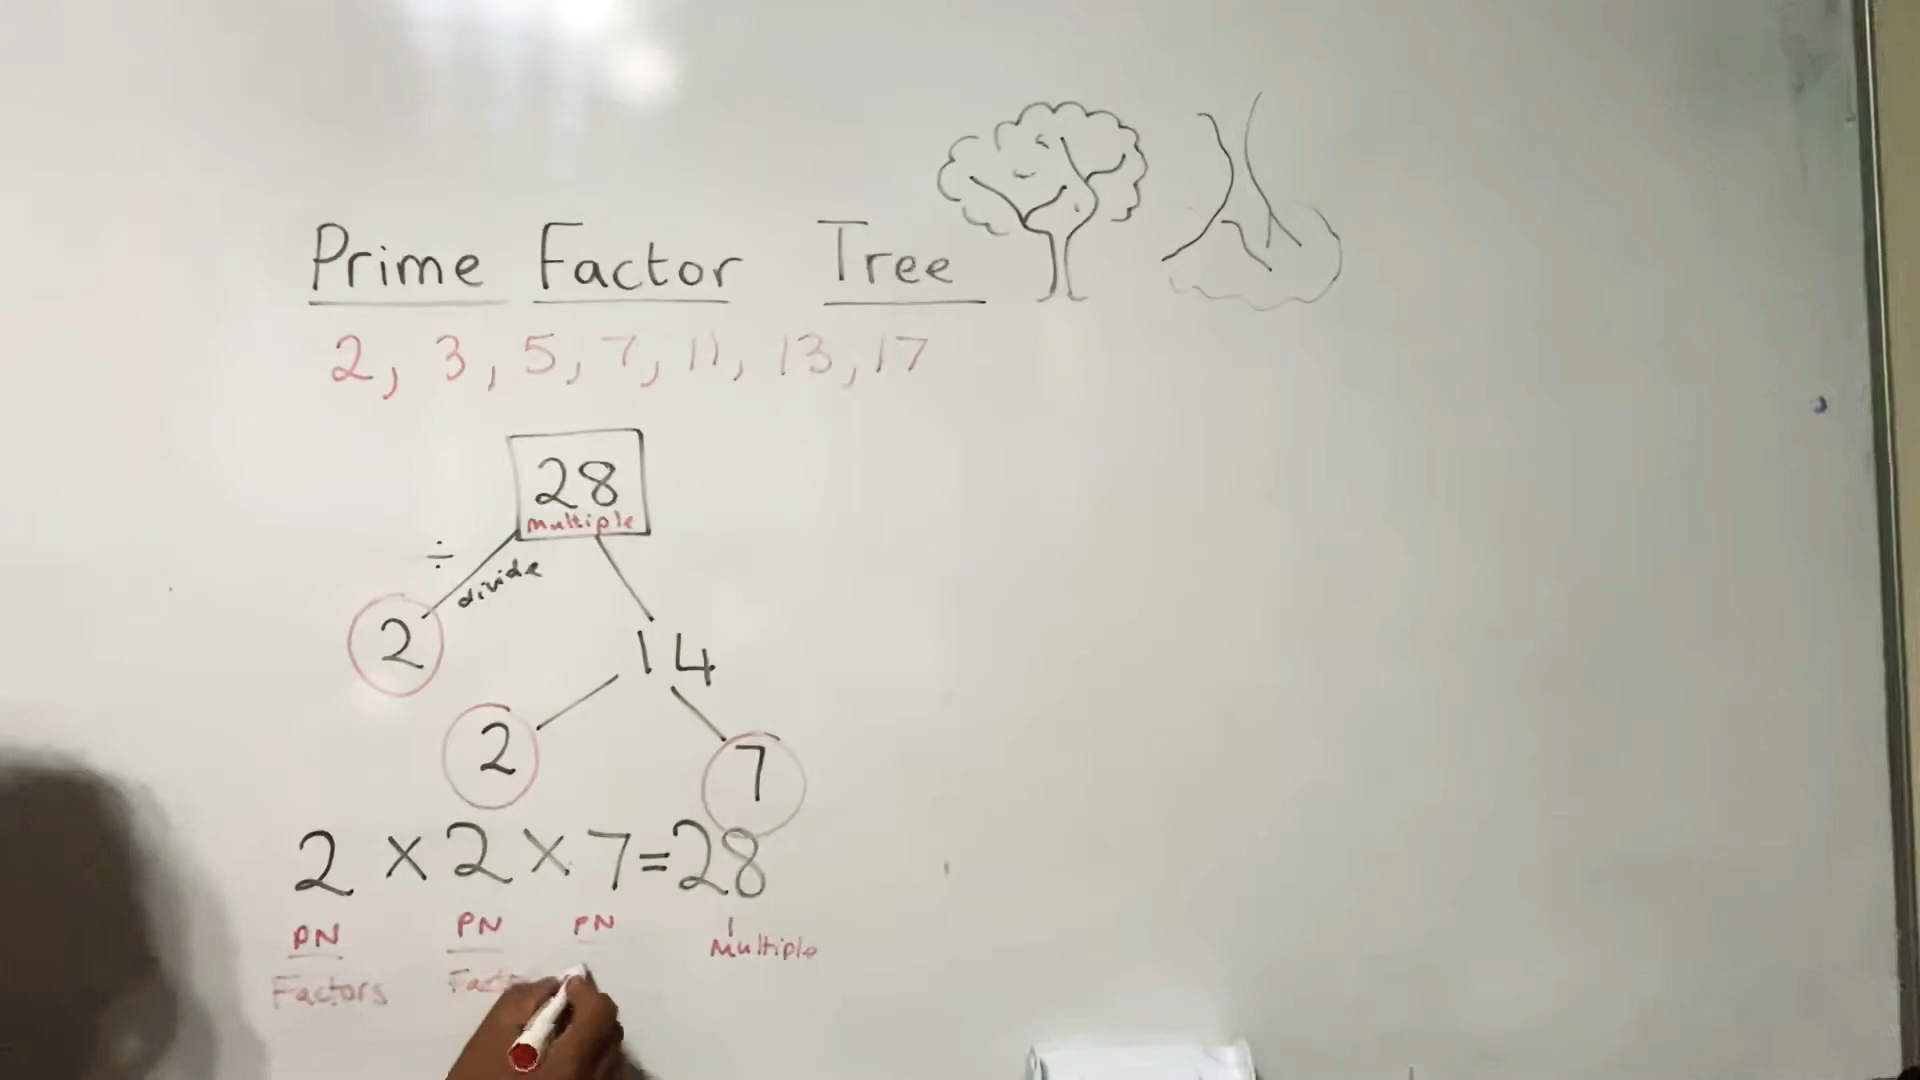 Prime Factor Tree
2, 3, 5, 7, 11, 13, 17
28
multiple
÷
divide
2
14
2
7
2 × 2 × 7 = 28
PN PN PN Multiple
Factors